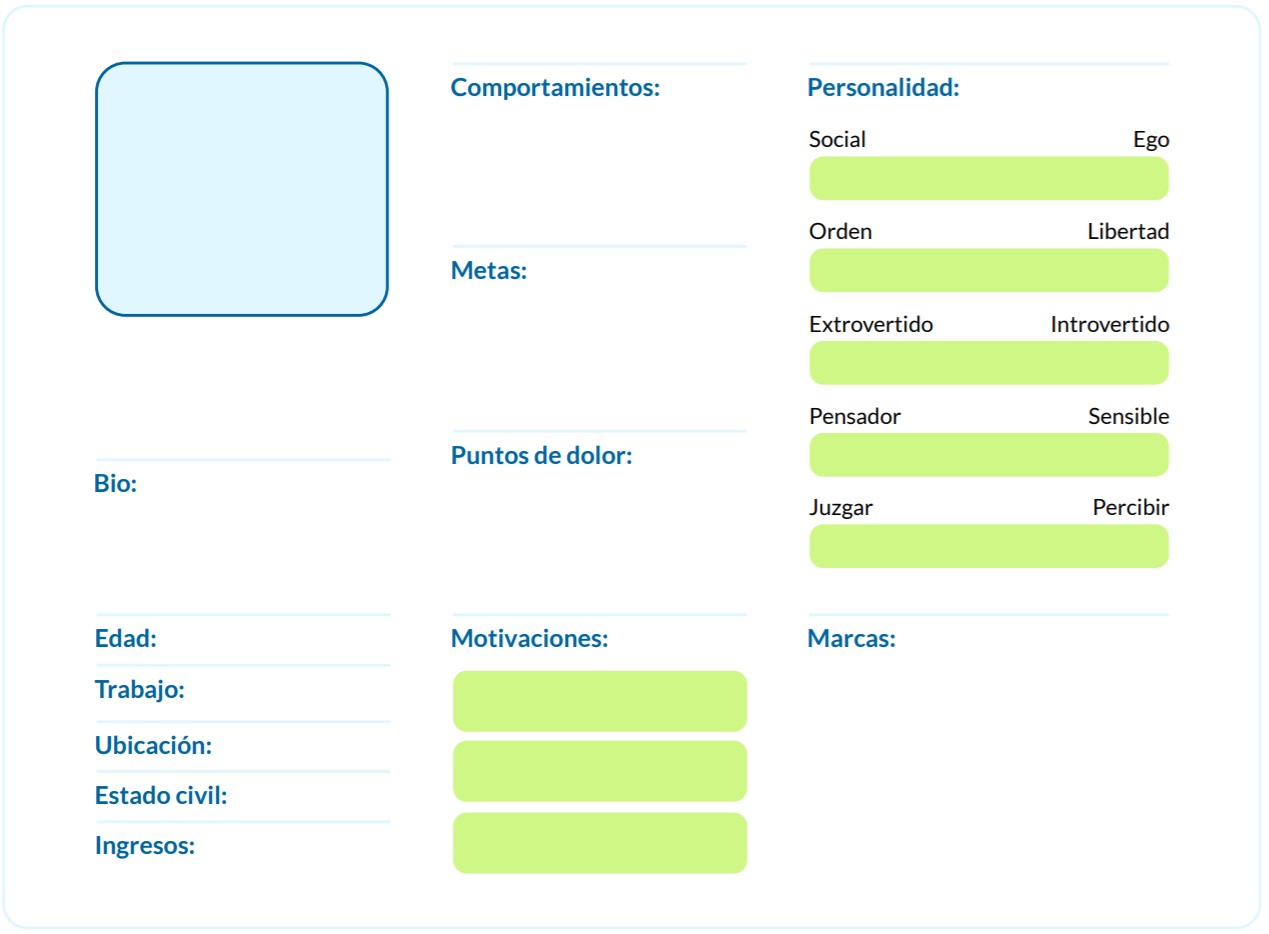 Bio:
Edad:
Trabajo:
Ubicación:
Estado civil:
Ingresos:
Comportamientos:
Metas:
Puntos de dolor:
Motivaciones:
Personalidad:
Social Ego
Orden Libertad
Extrovertido Introvertido
Pensador Sensible
Juzgar Percibir
Marcas: